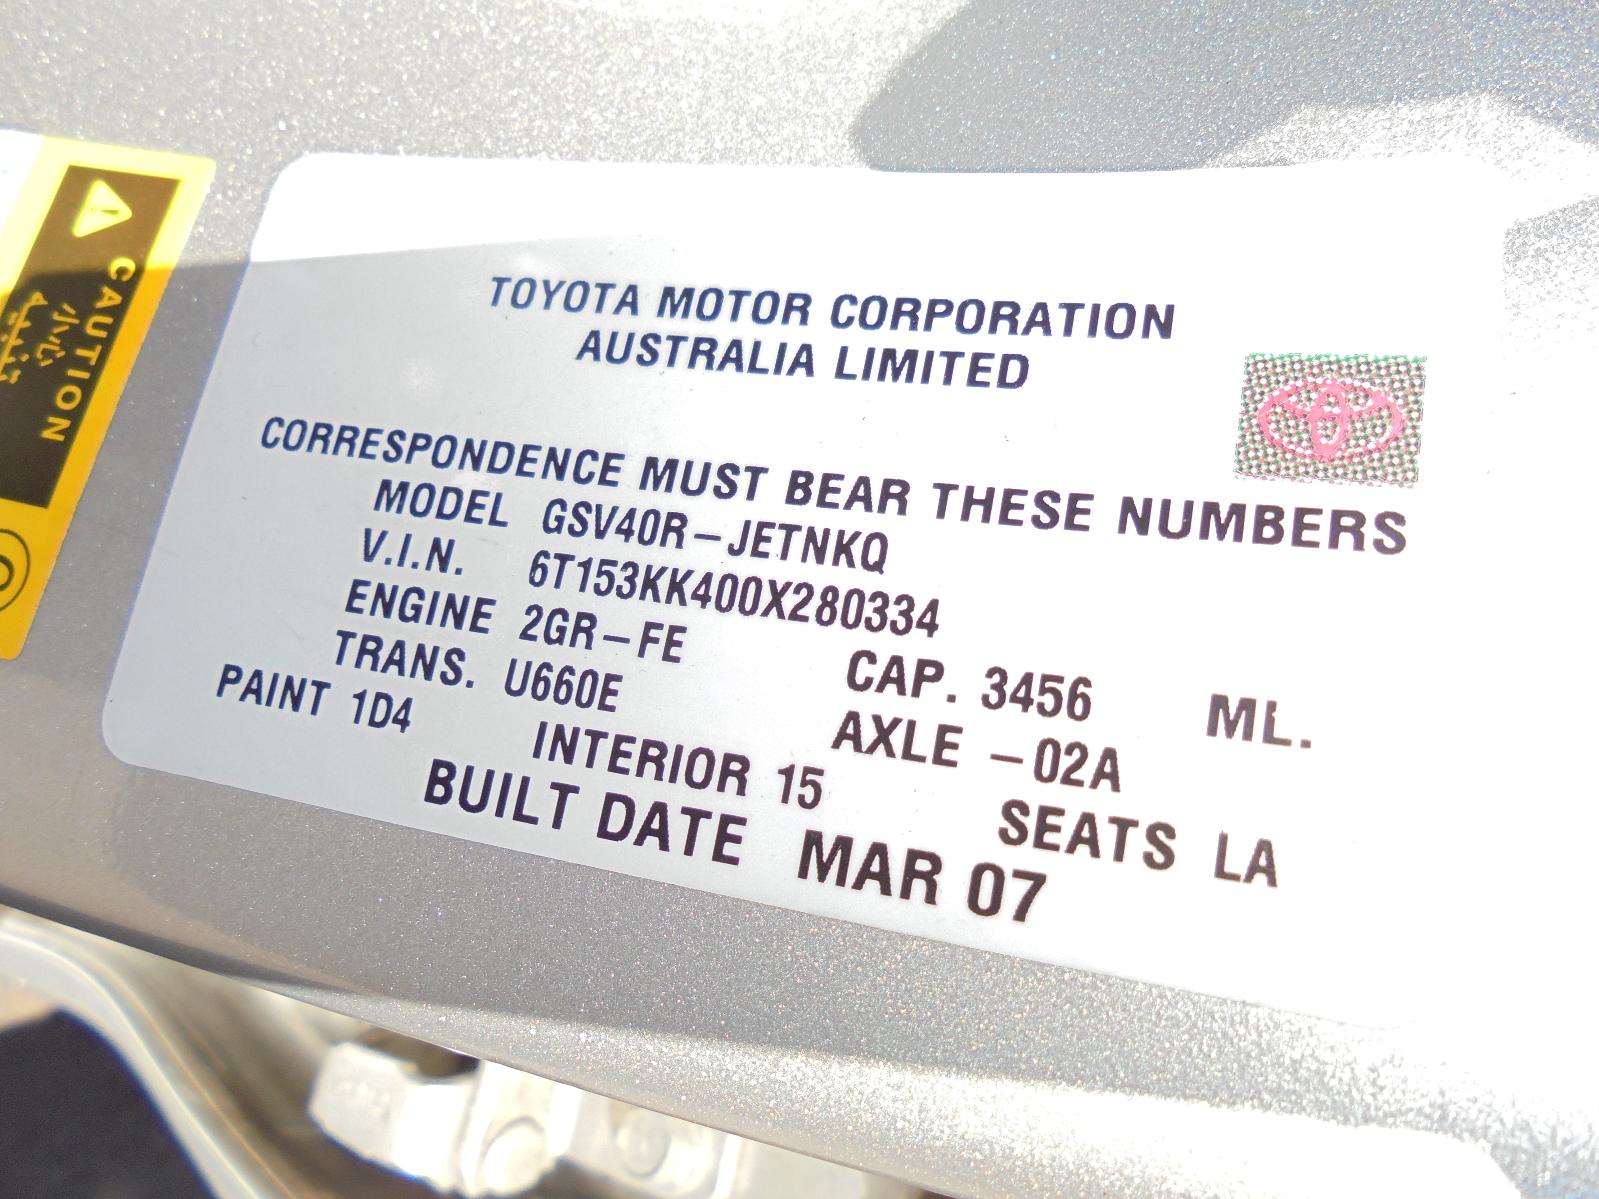 CAUTION
TOYOTA MOTOR CORPORATION
AUSTRALIA LIMITED
CORRESPONDENCE MUST BEAR THESE NUMBERS
MODEL GSV40R-JETNKQ
V.I.N. 6T153KK400X280334
ENGINE 2GR-FE CAP. 3456 ML.
TRANS. U660E AXLE -02A
PAINT 1D4 INTERIOR 15 SEATS LA
BUILT DATE MAR 07